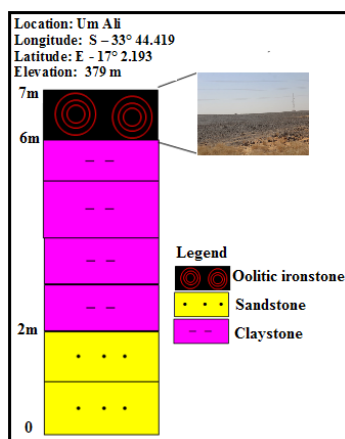 Location: Um Ali
Longitude: S – 33° 44.419
Latitude: E - 17° 2.193
Elevation: 379 m
7m
6m
Legend
Oolitic ironstone
Sandstone
2m
Claystone
0